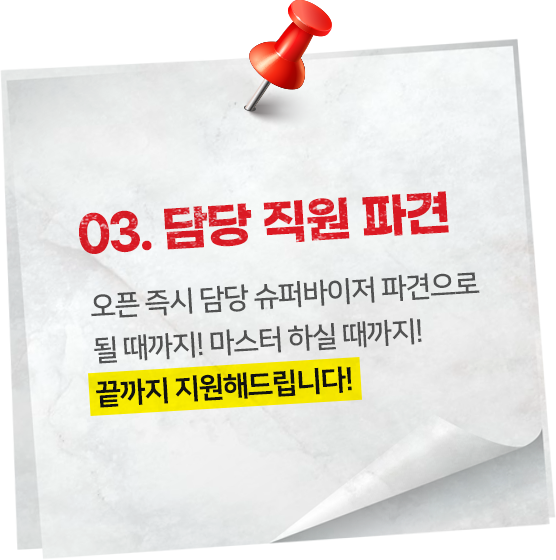 03. 담당 직원 파견
오픈 즉시 담당 슈퍼바이저 파견으로
될 때까지! 마스터 하실 때까지!
끝까지 지원해드립니다!